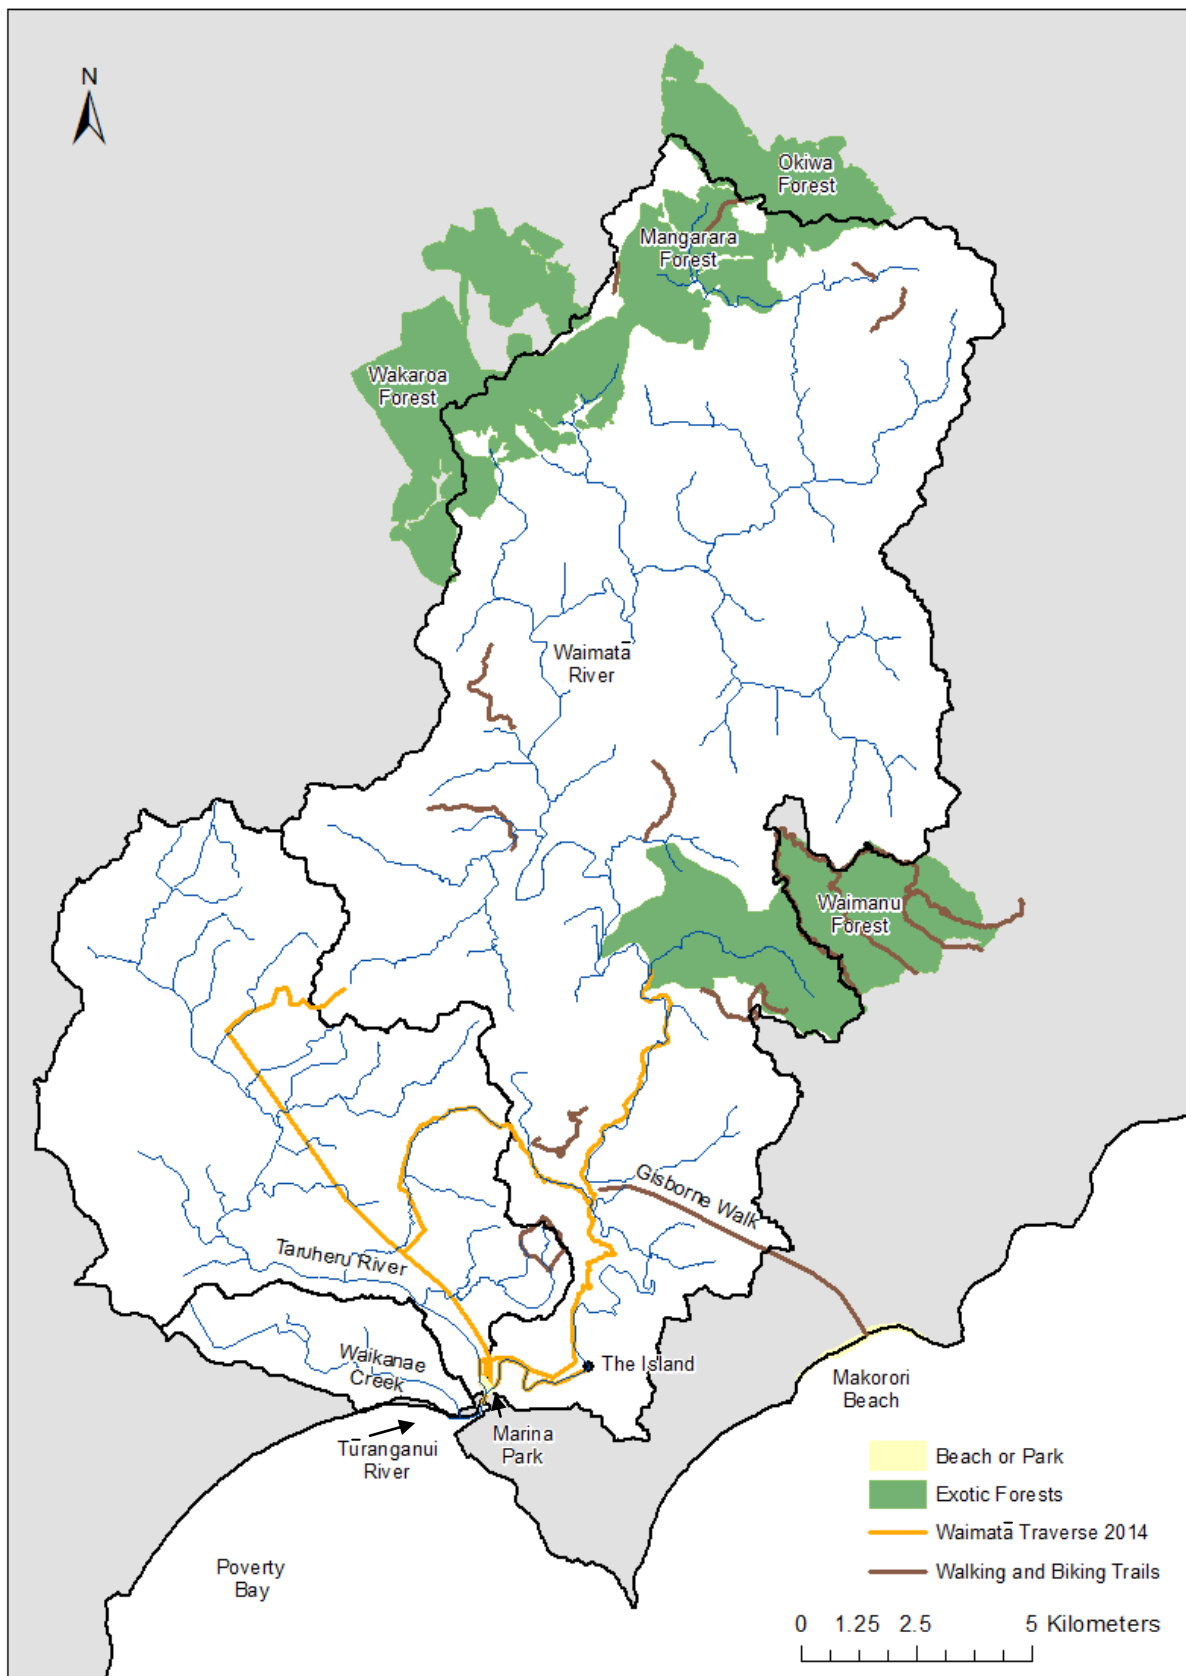 N
Okiwa
Forest
Mangarara
Forest
Wakaroa
Forest
Waimatā
River
Waimanu
Forest
Gisborne Walk
Taruheru River
Waikanae
Creek
The Island
Makorori
Beach
Marina
Park
Tūranganui
River
Poverty
Bay
Beach or Park
Exotic Forests
Waimatā Traverse 2014
Walking and Biking Trails
0 1.25 2.5 5 Kilometers